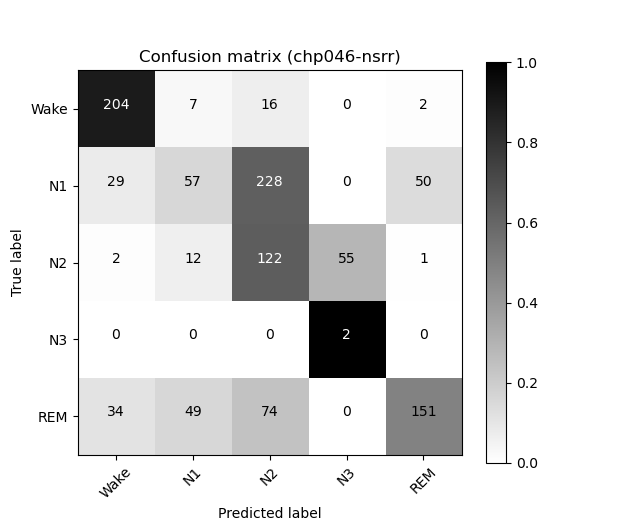 Confusion matrix (chp046-nsrr)
True label
Wake 204 7 16 0 2
N1 29 57 228 0 50
N2 2 12 122 55 1
N3 0 0 0 2 0
REM 34 49 74 0 151
Wake N1 N2 N3 REM
Predicted label
1.0
0.8
0.6
0.4
0.2
0.0